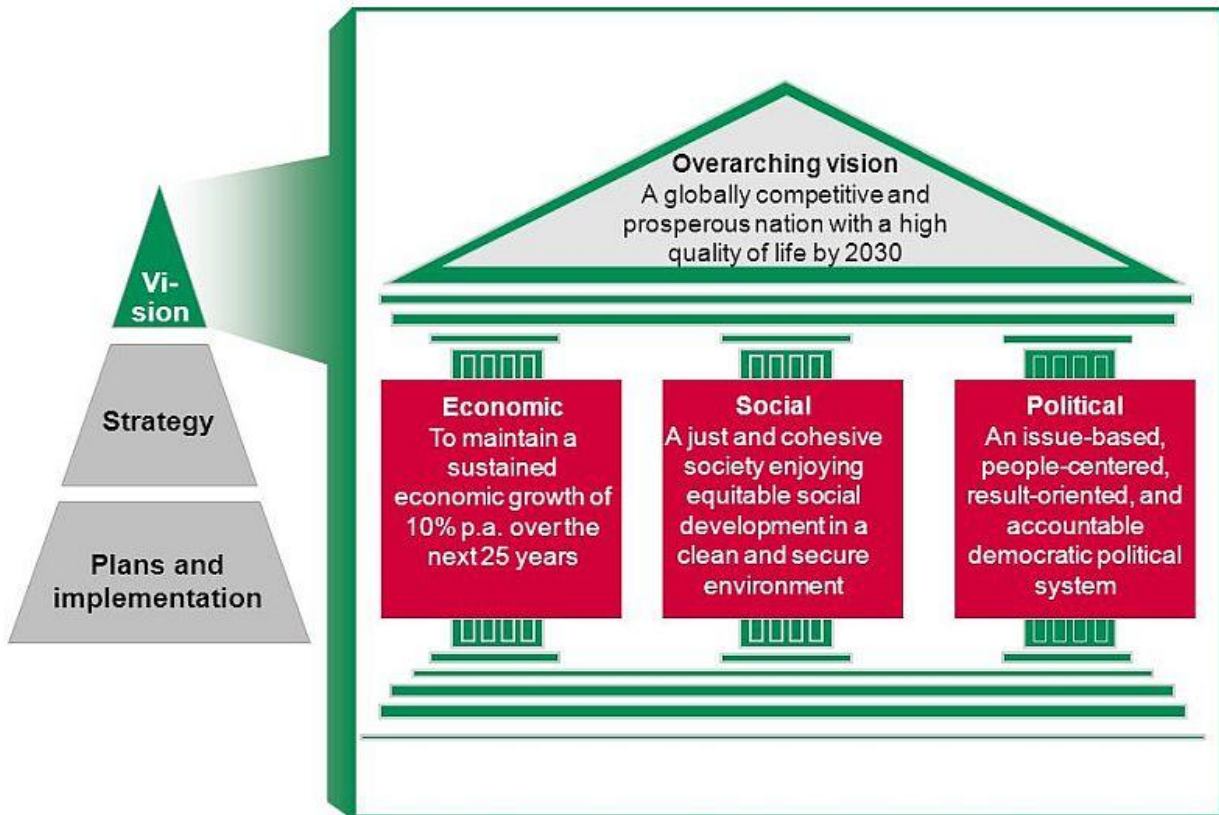 Vi-
sion
Strategy
Plans and
implementation
Overarching vision
A globally competitive and
prosperous nation with a high
quality of life by 2030
Economic
To maintain a
sustained
economic growth of
10% p.a. over the
next 25 years
Social
A just and cohesive
society enjoying
equitable social
development in a
clean and secure
environment
Political
An issue-based,
people-centered,
result-oriented, and
accountable
democratic political
system